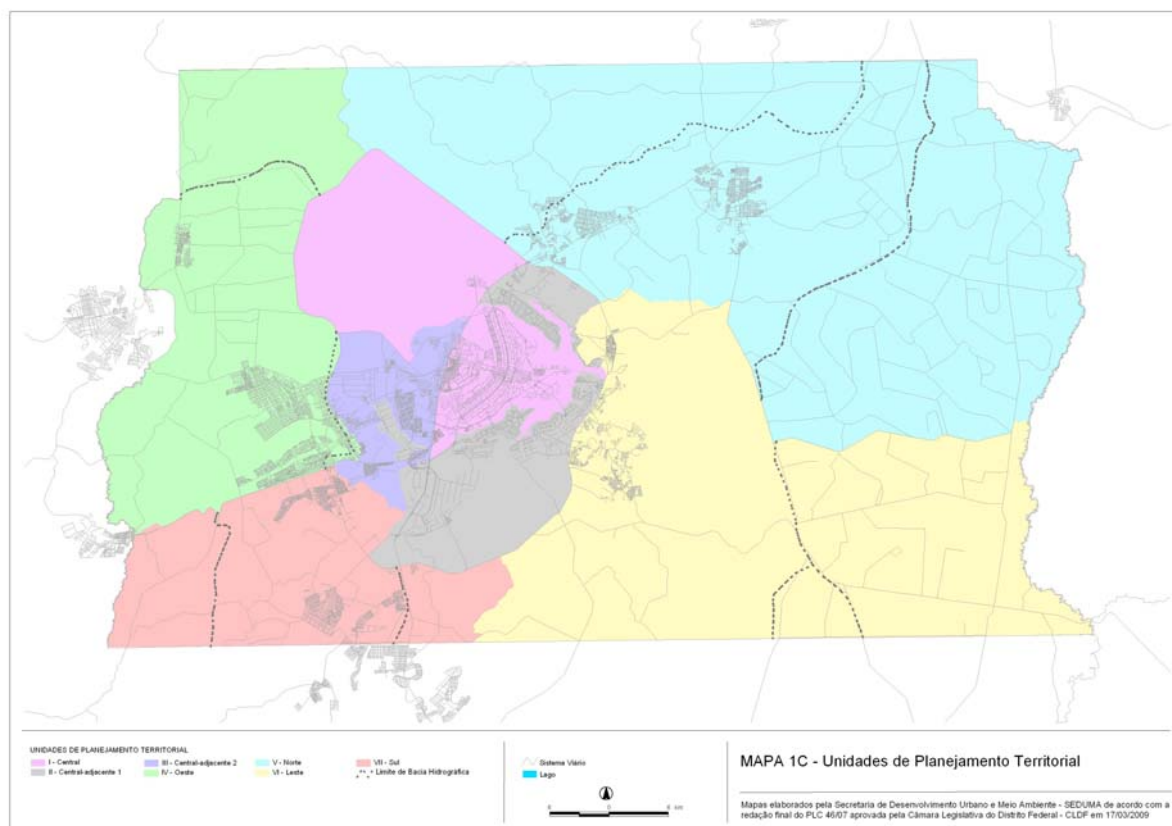 UNIDADES DE PLANEJAMENTO TERRITORIAL
I - Central
II - Central-adjacente 1
III - Central-adjacente 2
IV - Oeste
V - Norte
VI - Leste
VII - Sul
Limite de Bacia Hidrográfica
Sistema Viário
Lago
MAPA 1C - Unidades de Planejamento Territorial
Mapas elaborados pela Secretaria de Desenvolvimento Urbano e Meio Ambiente - SEDUMA de acordo com a
redação final do PLC 46/07 aprovada pela Câmara Legislativa do Distrito Federal - CLDF em 17/03/2009